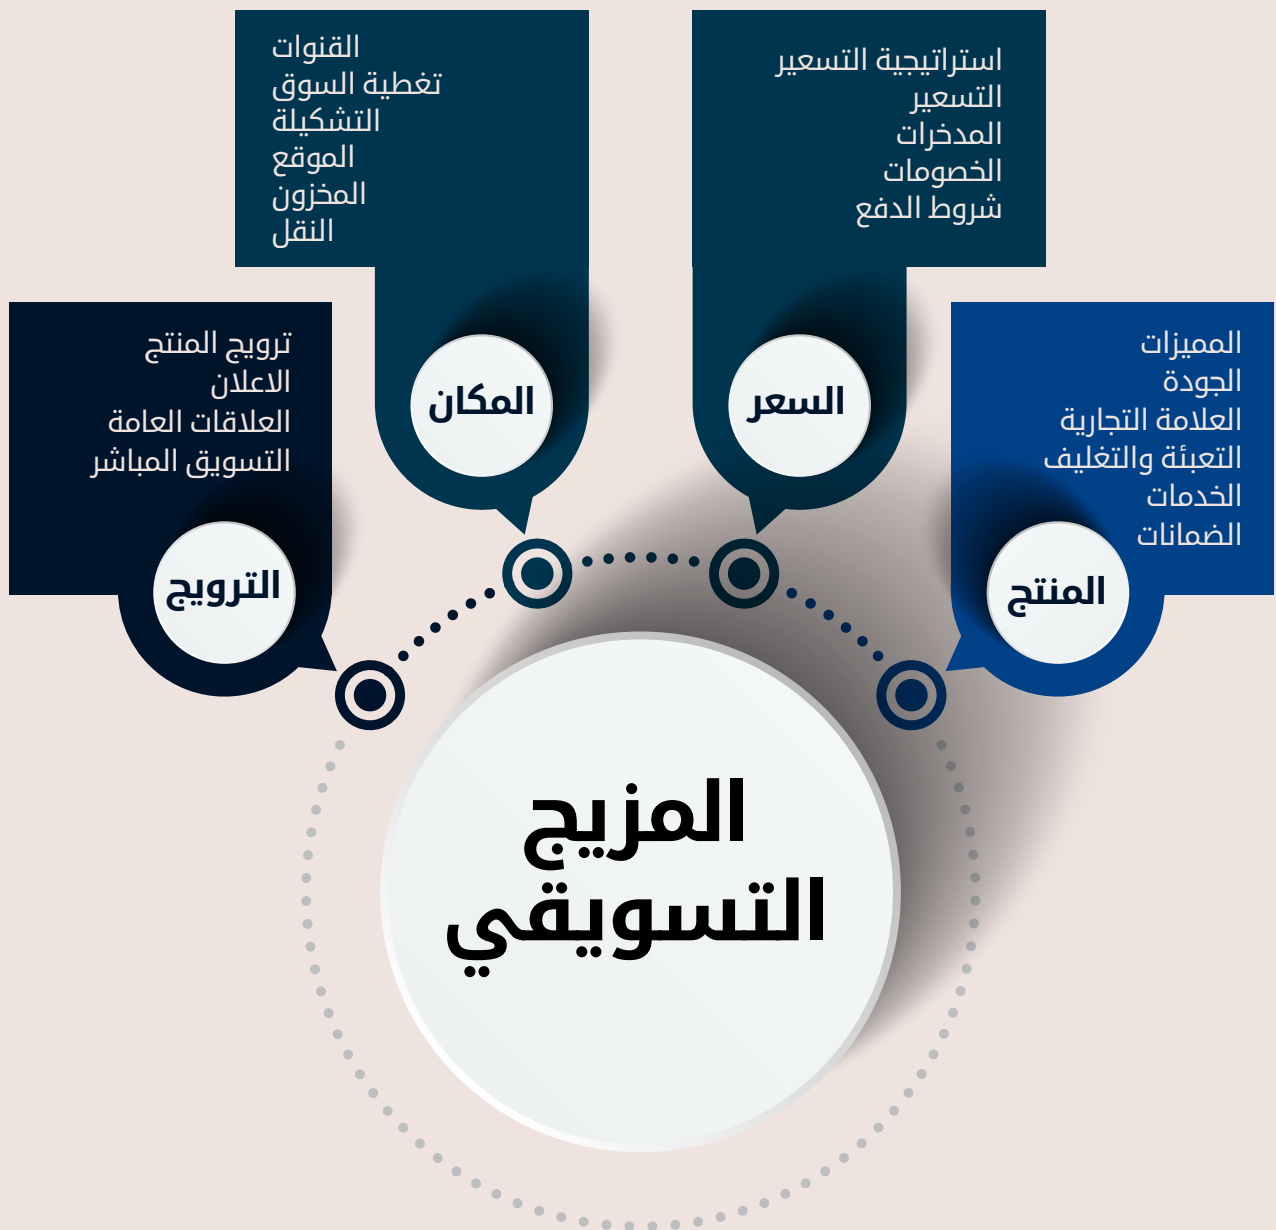 استراتيجية التسعير
التسعير
المدخرات
الخصومات
شروط الدفع
السعر
القنوات
تغطية السوق
التشكيلة
الموقع
المخزون
النقل
المكان
المميزات
الجودة
العلامة التجارية
التعبئة والتغليف
الخدمات
الضمانات
المنتج
ترويج المنتج
الاعلان
العلاقات العامة
التسويق المباشر
الترويج
المزيج
التسويقي